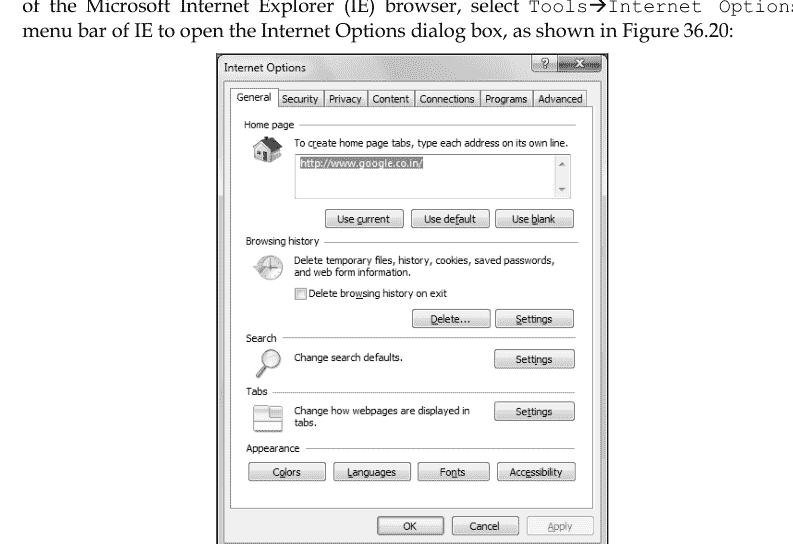 of the Microsoft Internet Explorer (IE) browser, select Tools→Internet Options
menu bar of IE to open the Internet Options dialog box, as shown in Figure 36.20:
Internet Options
General Security Privacy Content Connections Programs Advanced
Home page
To create home page tabs, type each address on its own line.
http://www.google.co.in/
Use current Use default Use blank
Browsing history
Delete temporary files, history, cookies, saved passwords,
and web form information.
Delete browsing history on exit
Delete... Settings
Search
Change search defaults. Settings
Tabs
Change how webpages are displayed in
tabs.
Settings
Appearance
Colors Languages Fonts Accessibility
OK Cancel Apply